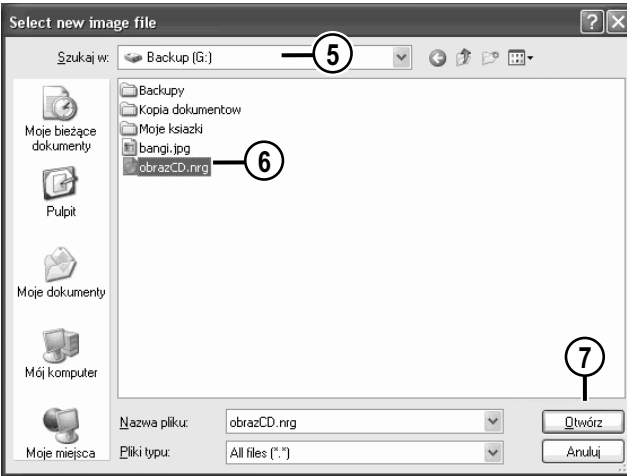 Select new image file
Szukaj w: Backup (G:) 5
Backupy
Kopia dokumentow
Moje ksiazki
bangi.jpg
obrazCD.nrg 6
Moje bieżące
dokumenty
Pulpit
Moje dokumenty
Mój komputer
Moje miejsca
7
Nazwa pliku: obrazCD.nrg Otwórz
Pliki typu: All files (*.*) Anuluj